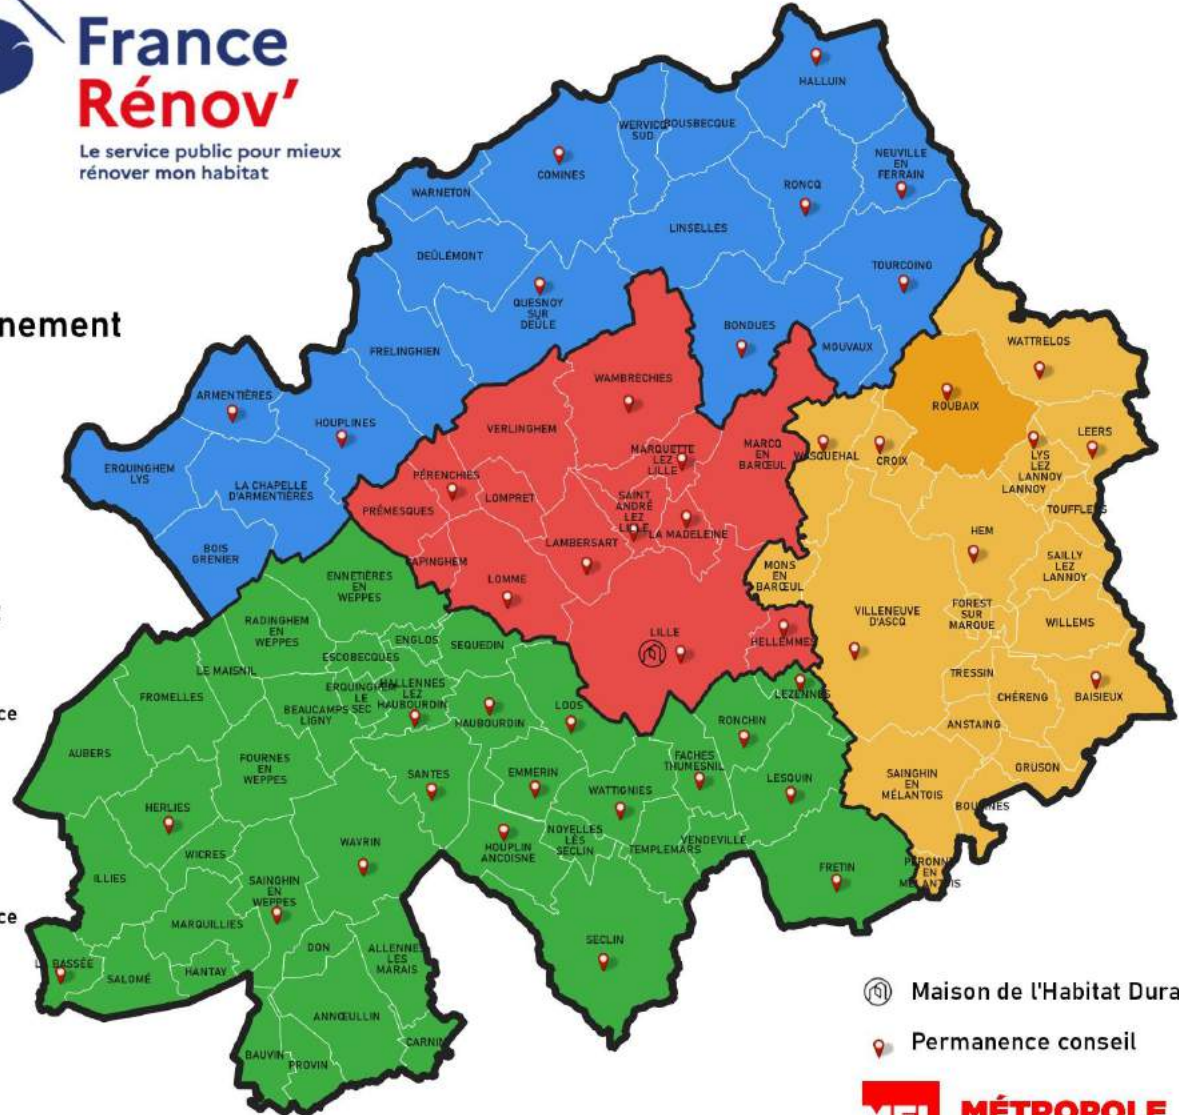 France
Rénov'
Le service public pour mieux
rénover mon habitat
nement
ce
ce
HALLUIN
WERVICQ
SUD
BOUSBECQUE
COMINES
NEUVILLE
EN
FERRAIN
WARNETON
RONCQ
LINSELLES
DEÛLÉMONT
TOURCOING
QUESNOY
SUR
DEÛLE
BONDUES
MOUVAUX
FRELINGHIEN
WATTRELOS
WAMBRECHIES
ARMENTIÈRES
ROUBAIX
HOUPLINES
VERLINGHEM
LEERS
MARQUETTE
LEZ
LILLE
MARCQ
EN
BARŒUL
WASQUEHAL
CROIX
ERQUINGHEM
LYS
LA CHAPELLE
D'ARMENTIÈRES
PÉRENCHIES
LOMPRET
LYS
LEZ
LANNOY
LANNOY
PRÉMESQUES
SAINT
ANDRÉ
LEZ
LILLE
LA MADELEINE
TOUFFLERS
HEM
LAMBERSART
BOIS
GRENIER
CAPINGHEM
SAILLY
LEZ
LANNOY
MONS
EN
BARŒUL
ENNETIÈRES
EN
WEPPES
LOMME
VILLENEUVE
D'ASCQ
FOREST
SUR
MARQUE
WILLEMS
RADINGHEM
EN
WEPPES
LILLE
HELLEMMES
ENGLOS
SEQUEDIN
ESCOBECQUES
LE MAISNIL
TRESSIN
FROMELLES
ERQUINGHEM
LE
SEC
HALLENNES
LEZ
HAUBOURDIN
LEZENNES
CHÉRENG
BAISIEUX
BEAUCAMPS
LIGNY
HAUBOURDIN
LOOS
RONCHIN
ANSTAING
AUBERS
FOURNES
EN
WEPPES
FACHES
THUMESNIL
GRUSON
SANTES
EMMERIN
WATTIGNIES
LESQUIN
SAINGHIN
EN
MÉLANTOIS
BOUVINES
HERLIES
WAVRIN
HOUPLIN
ANCOISNE
NOYELLES
LÈS
SECLIN
TEMPLEMARS
VENDEVILLE
WICRES
FRETIN
PÉRONNE
EN
MÉLANTOIS
ILLIES
SAINGHIN
EN
WEPPES
MARQUILLIES
DON
ALLENNES
LES
MARAIS
SECLIN
LA BASSÉE
SALOMÉ
HANTAY
ANNŒULLIN
CARNIN
BAUVIN
PROVIN
Maison de l'Habitat Dura
Permanence conseil
MEL
MÉTROPOLE